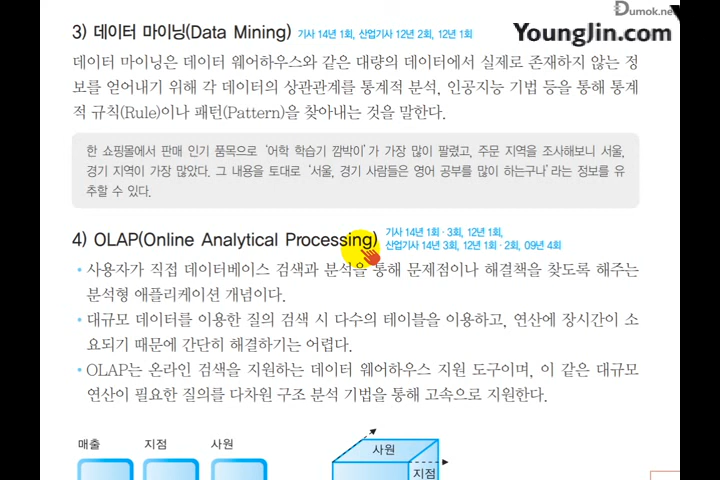 Dumok.ne
YoungJin.com
3) 데이터 마이닝(Data Mining) 기사 14년 1회, 산업기사 12년 2회, 12년 1회
데이터 마이닝은 데이터 웨어하우스와 같은 대량의 데이터에서 실제로 존재하지 않는 정
보를 얻어내기 위해 각 데이터의 상관관계를 통계적 분석, 인공지능 기법 등을 통해 통계
적 규칙(Rule)이나 패턴(Pattern)을 찾아내는 것을 말한다.
한 쇼핑몰에서 판매 인기 품목으로 '어학 학습기 깜박이'가 가장 많이 팔렸고, 주문 지역을 조사해보니 서울,
경기 지역이 가장 많았다. 그 내용을 토대로 '서울, 경기 사람들은 영어 공부를 많이 하는구나'라는 정보를 유
추할 수 있다.
4) OLAP(Online Analytical Processing) 기사 14년 1회·3회, 12년 1회,
산업기사 14년 3회, 12년 1회·2회, 09년 4회
• 사용자가 직접 데이터베이스 검색과 분석을 통해 문제점이나 해결책을 찾도록 해주는
분석형 애플리케이션 개념이다.
• 대규모 데이터를 이용한 질의 검색 시 다수의 테이블을 이용하고, 연산에 장시간이 소
요되기 때문에 간단히 해결하기는 어렵다.
• OLAP는 온라인 검색을 지원하는 데이터 웨어하우스 지원 도구이며, 이 같은 대규모
연산이 필요한 질의를 다차원 구조 분석 기법을 통해 고속으로 지원한다.
매출 지점 사원
사원
지점